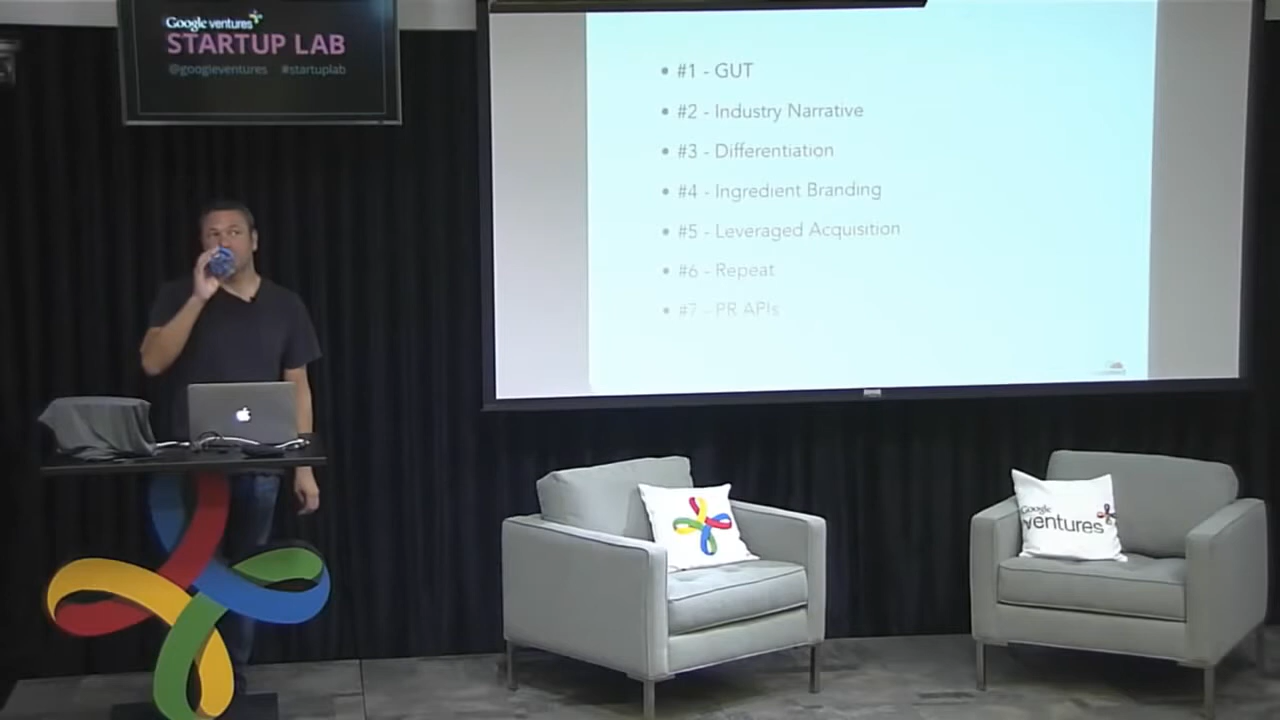 Google ventures
STARTUP LAB
@googleventures #startuplab
• #1 - GUT
• #2 - Industry Narrative
• #3 - Differentiation
• #4 - Ingredient Branding
• #5 - Leveraged Acquisition
• #6 - Repeat
• #7 - PR APIs
Google
ventures